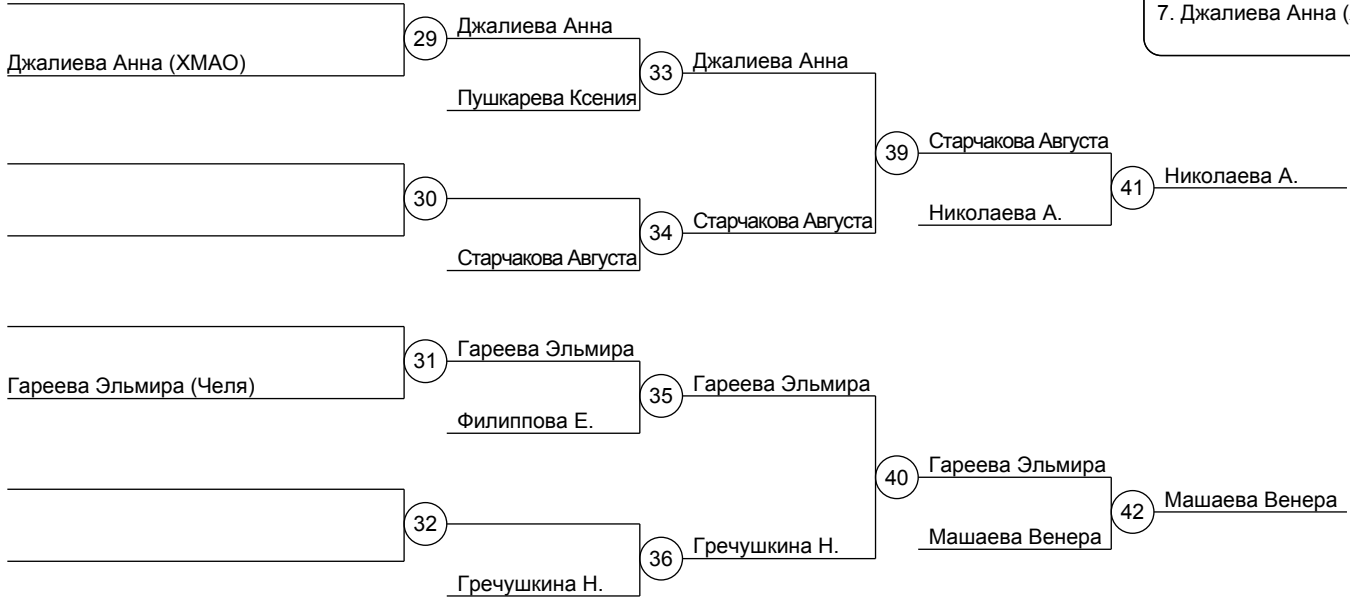 7. Джалиева Анна (
29
Джалиева Анна
Джалиева Анна (ХМАО)
33
Джалиева Анна
Пушкарева Ксения
39
Старчакова Августа
30
41
Николаева А.
Николаева А.
34
Старчакова Августа
Старчакова Августа
31
Гареева Эльмира
Гареева Эльмира (Челя)
35
Гареева Эльмира
Филиппова Е.
40
Гареева Эльмира
32
42
Машаева Венера
Машаева Венера
36
Гречушкина Н.
Гречушкина Н.